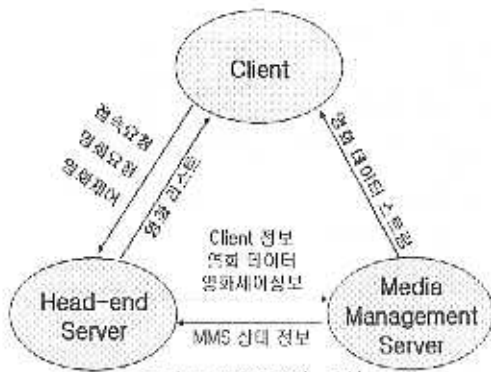 Client
접속요청
영화요청
영화제어
영화 리스트
영화 데이터 스트림
Client 정보
영화 데이터
영화제어정보
Head-end
Server
MMS 상태 정보
Media
Management
Server